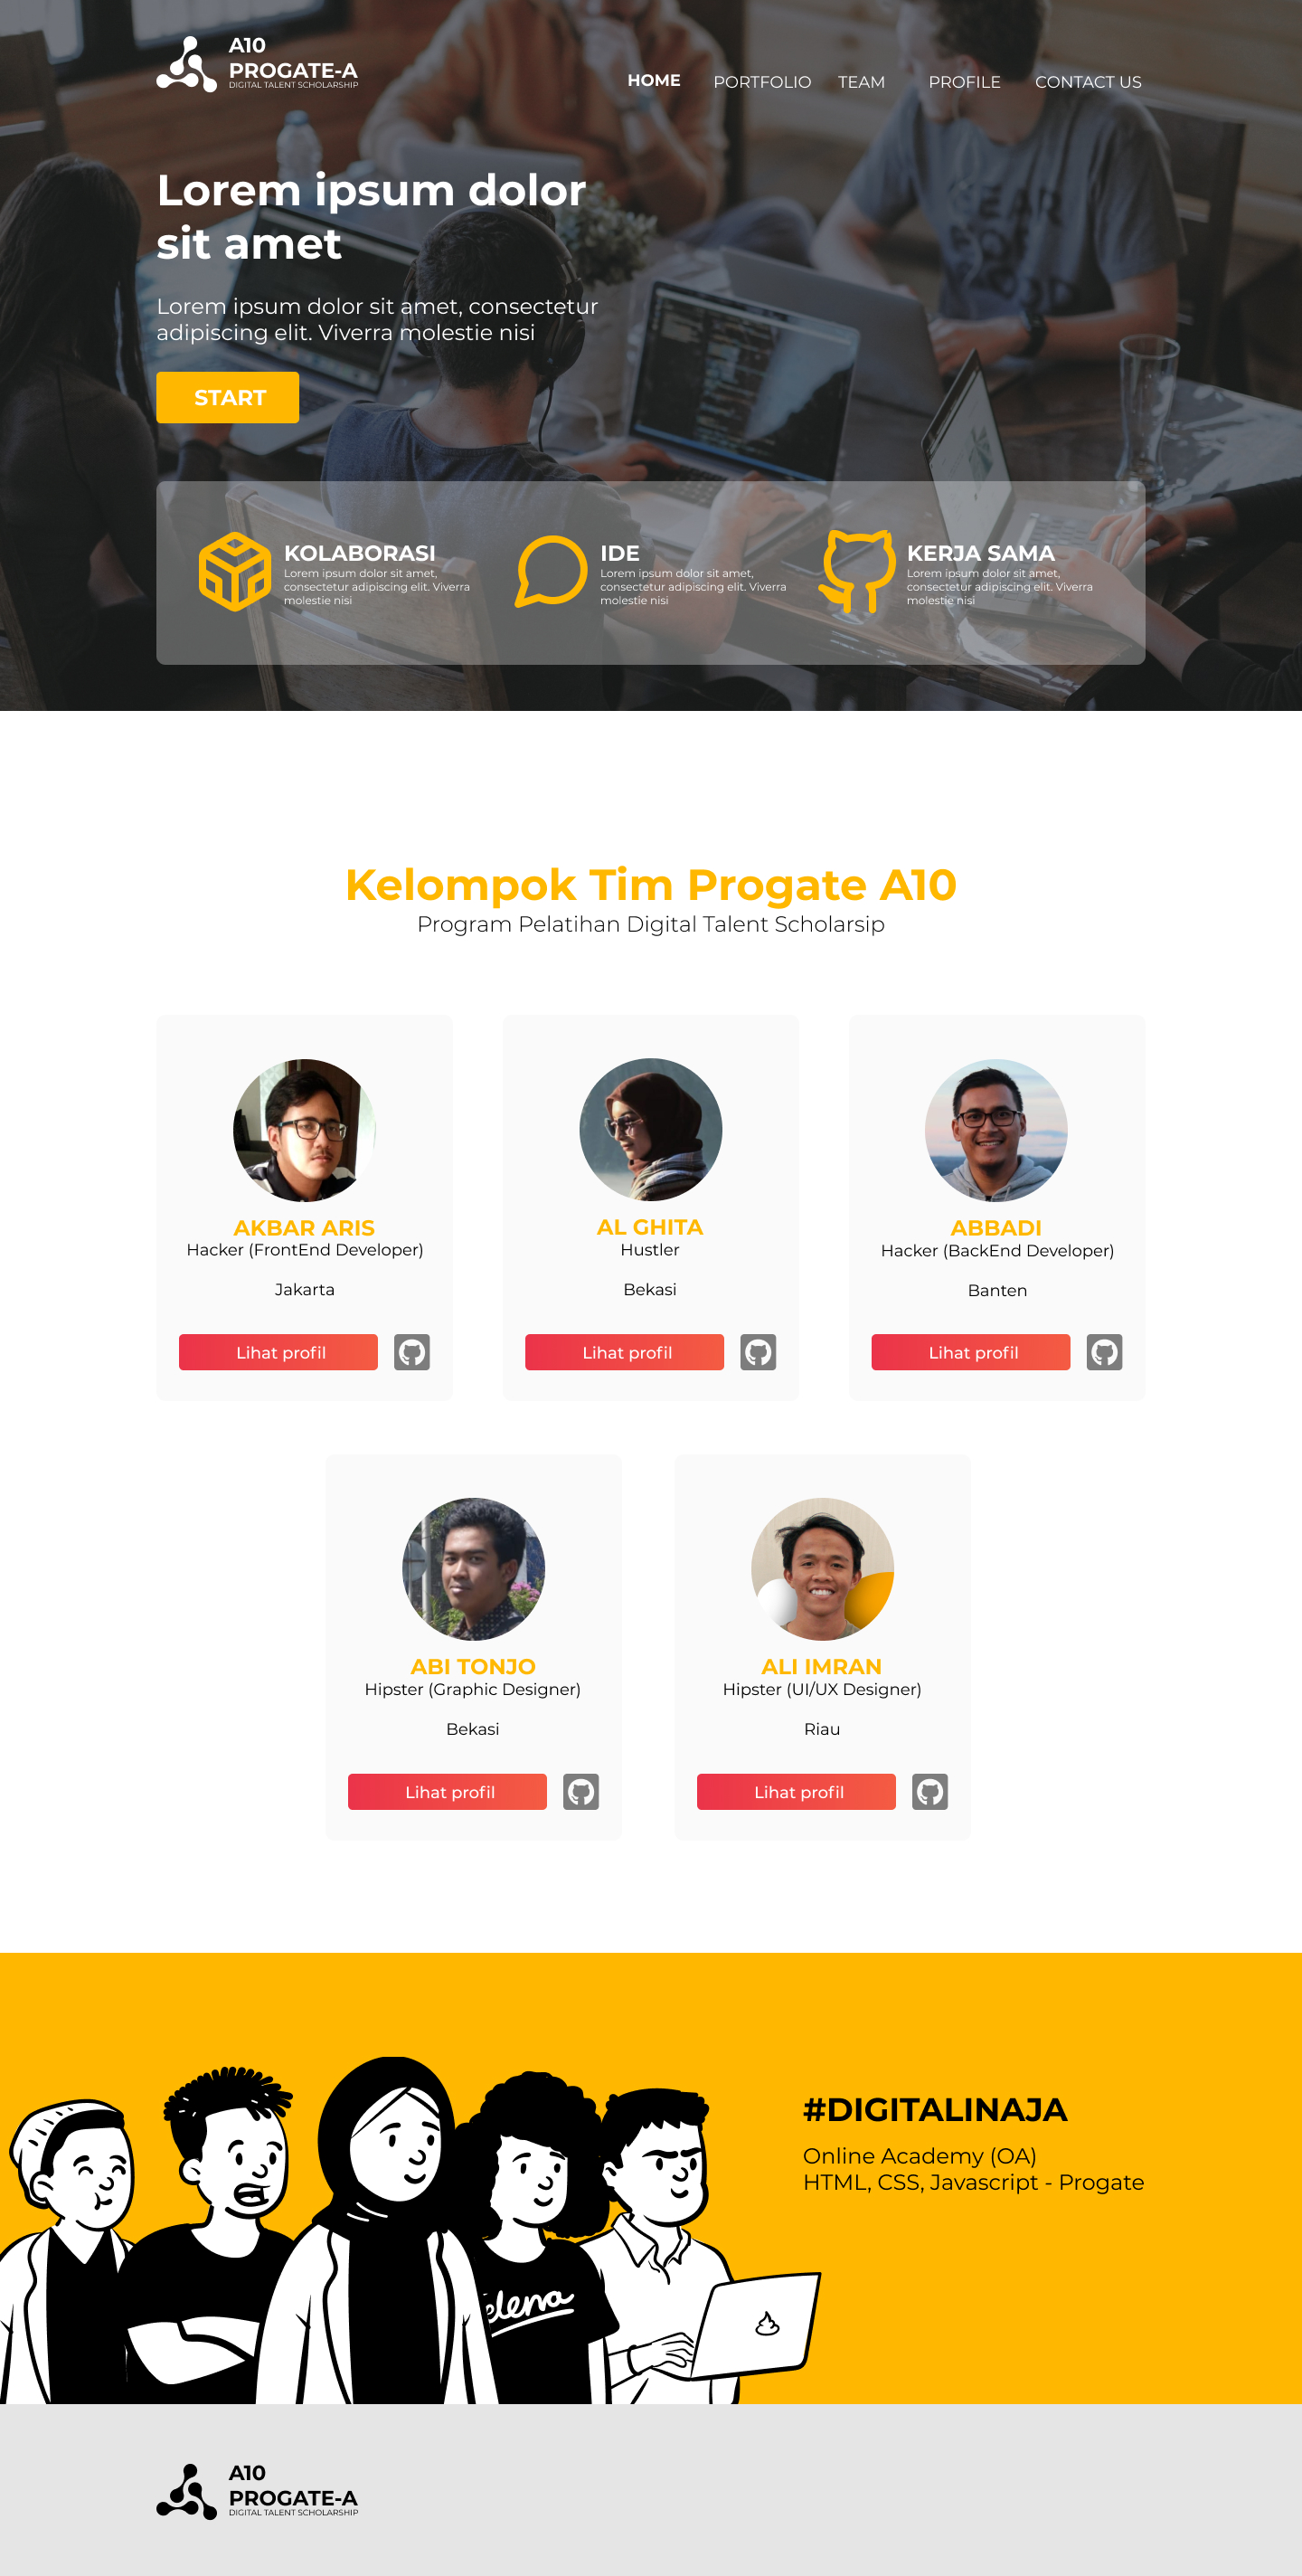 A10
PROGATE-A
DIGITAL TALENT SCHOLARSHIP
HOME PORTFOLIO TEAM PROFILE CONTACT US
Lorem ipsum dolor
sit amet
Lorem ipsum dolor sit amet, consectetur
adipiscing elit. Viverra molestie nisi
START
KOLABORASI
Lorem ipsum dolor sit amet,
consectetur adipiscing elit. Viverra
molestie nisi
IDE
Lorem ipsum dolor sit amet,
consectetur adipiscing elit. Viverra
molestie nisi
KERJA SAMA
Lorem ipsum dolor sit amet,
consectetur adipiscing elit. Viverra
molestie nisi
Kelompok Tim Progate A10
Program Pelatihan Digital Talent Scholarsip
AKBAR ARIS
Hacker (FrontEnd Developer)
Jakarta
Lihat profil
AL GHITA
Hustler
Bekasi
Lihat profil
ABBADI
Hacker (BackEnd Developer)
Banten
Lihat profil
ABI TONJO
Hipster (Graphic Designer)
Bekasi
Lihat profil
ALI IMRAN
Hipster (UI/UX Designer)
Riau
Lihat profil
#DIGITALINAJA
Online Academy (OA)
HTML, CSS, Javascript - Progate
A10
PROGATE-A
DIGITAL TALENT SCHOLARSHIP